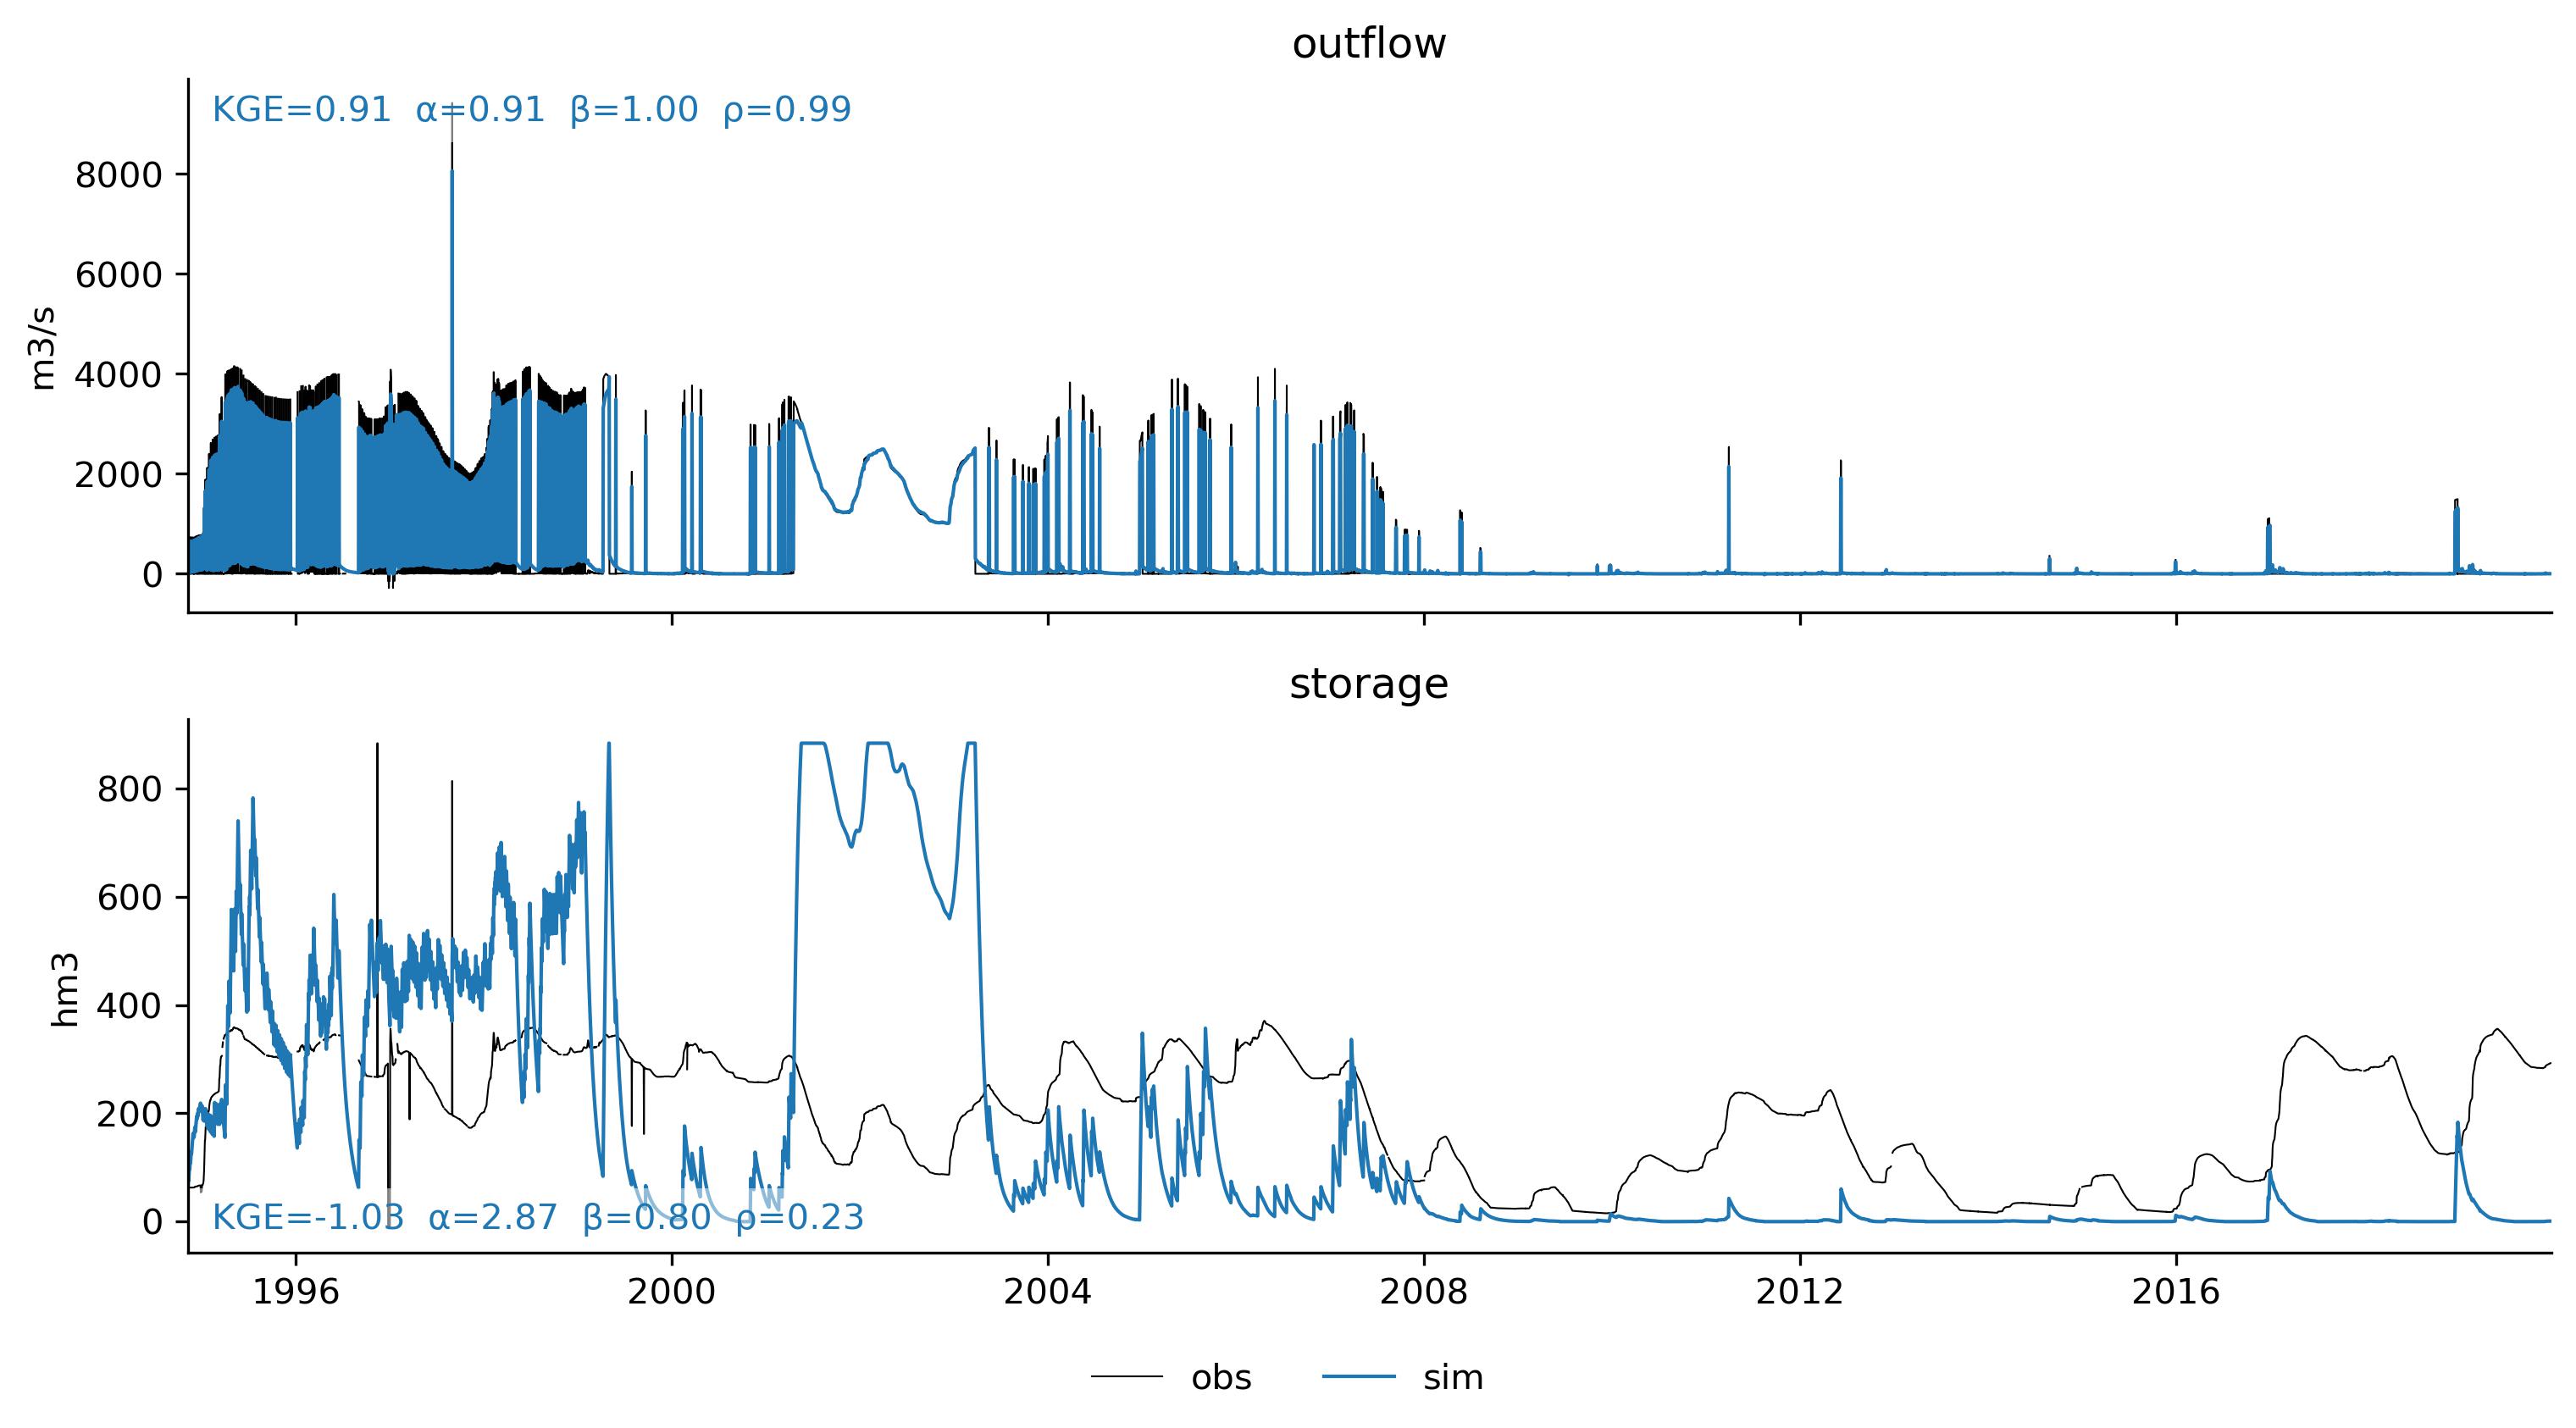 outflow
KGE=0.91 α=0.91 β=1.00 ρ=0.99
m3/s
8000
6000
4000
2000
0
storage
hm3
800
600
400
200
0
KGE=-1.03 α=2.87 β=0.80 ρ=0.23
1996 2000 2004 2008 2012 2016
obs sim